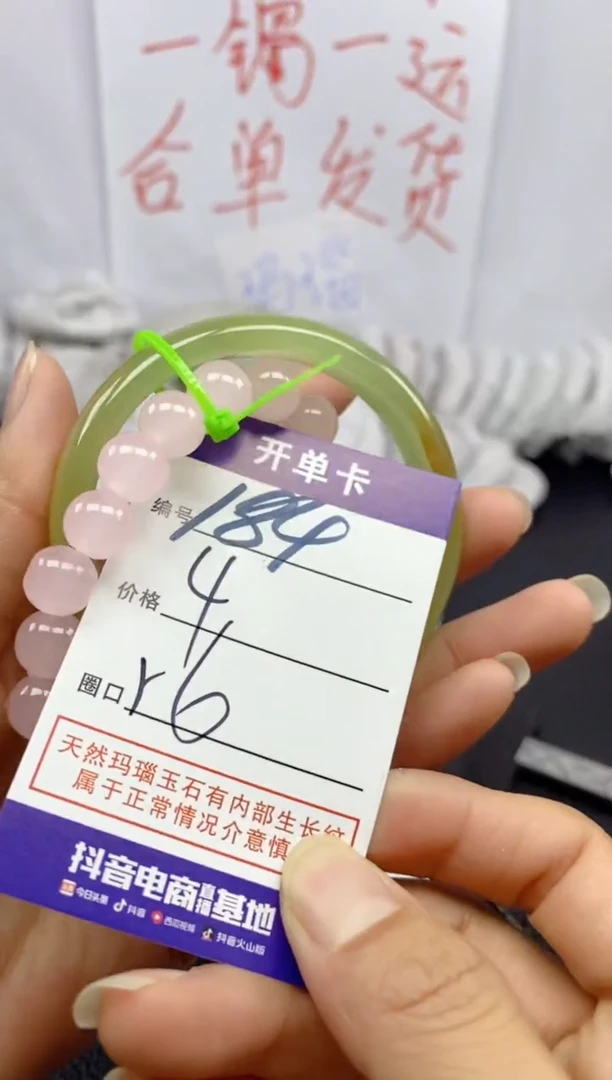 一锅一运
合单发货
开单卡
编号 184
价格 4
圈口 56
天然玛瑙玉石有内部生长纹
属于正常情况介意慎
抖音电商直播基地
今日头条 抖音 西瓜视频 抖音火山版